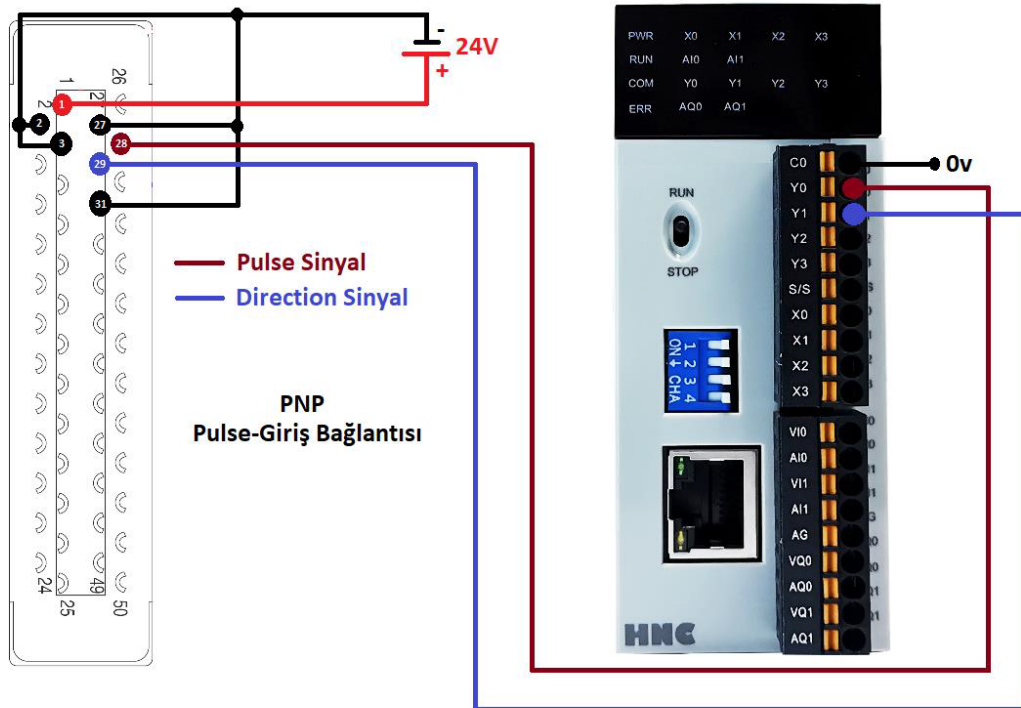 -
24V
+
26
1
2
2
1
2
27
3
28
29
31
Pulse Sinyal
Direction Sinyal
PNP
Pulse-Giriş Bağlantısı
24
25
49
50
PWR X0 X1 X2 X3
RUN AI0 AI1
COM Y0 Y1 Y2 Y3
ERR AQ0 AQ1
RUN
STOP
1 2 3 4
ON CHA
C0
0v
Y0
Y1
Y2
Y3
S/S
X0
X1
X2
X3
VI0
AI0
VI1
AI1
AG
VQ0
AQ0
VQ1
AQ1
HNC